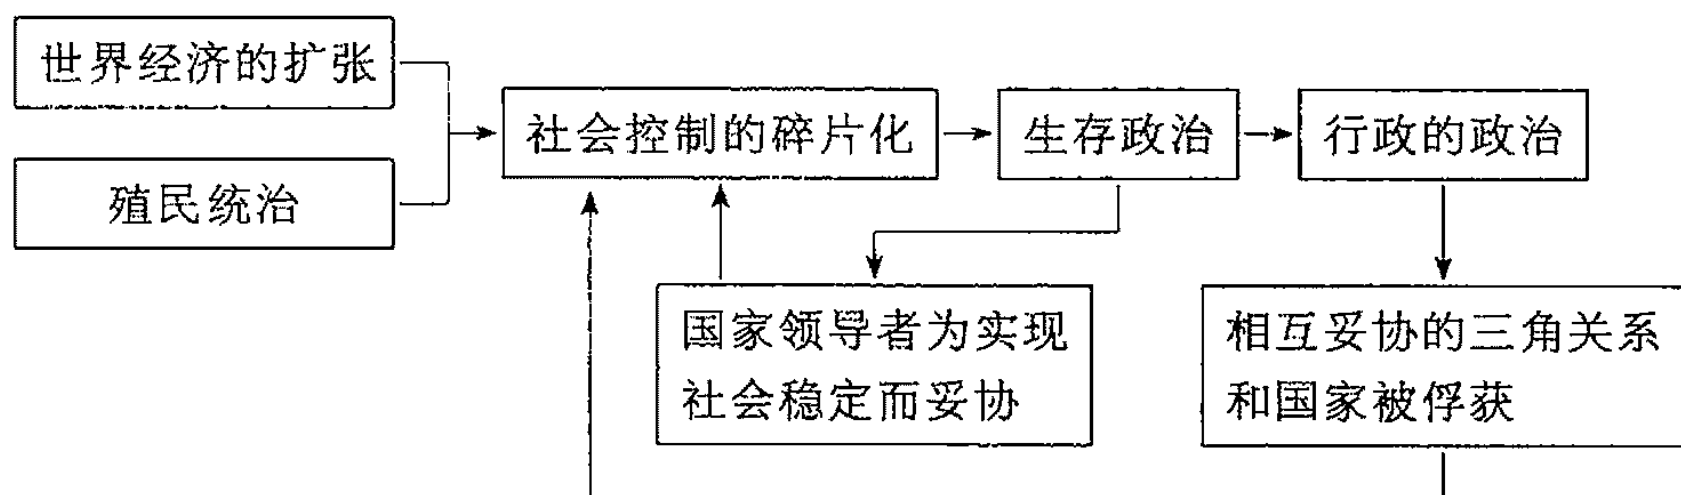 世界经济的扩张
殖民统治
社会控制的碎片化
生存政治
行政的政治
国家领导者为实现
社会稳定而妥协
相互妥协的三角关系
和国家被俘获